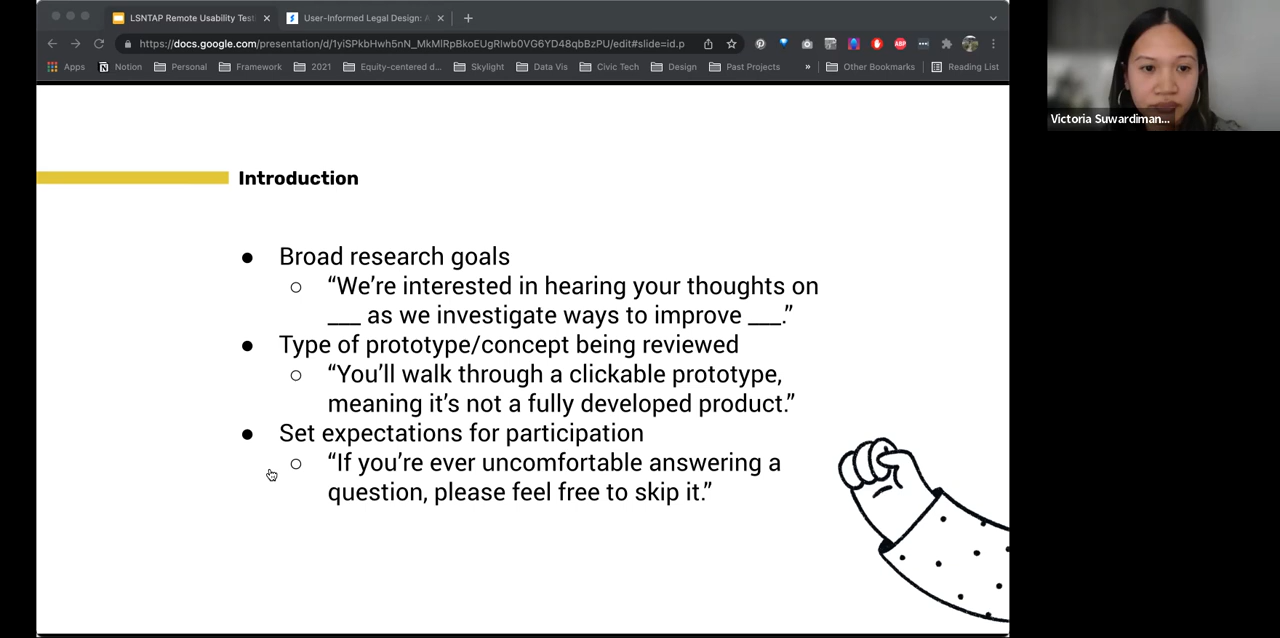 LSNTAP Remote Usability Test
User-Informed Legal Design: A
https://docs.google.com/presentation/d/1yiSPkbHwh5nN_MkMlRpBkoEUgRIwb0VG6YD48qbBzPU/edit#slide=id.p
Apps Notion Personal Framework 2021 Equity-centered d... Skylight Data Vis Civic Tech Design Past Projects » Other Bookmarks Reading List
Victoria Suwardiman...
Introduction
● Broad research goals
○ “We’re interested in hearing your thoughts on
___ as we investigate ways to improve ___.”
● Type of prototype/concept being reviewed
○ “You’ll walk through a clickable prototype,
meaning it’s not a fully developed product.”
● Set expectations for participation
○ “If you’re ever uncomfortable answering a
question, please feel free to skip it.”